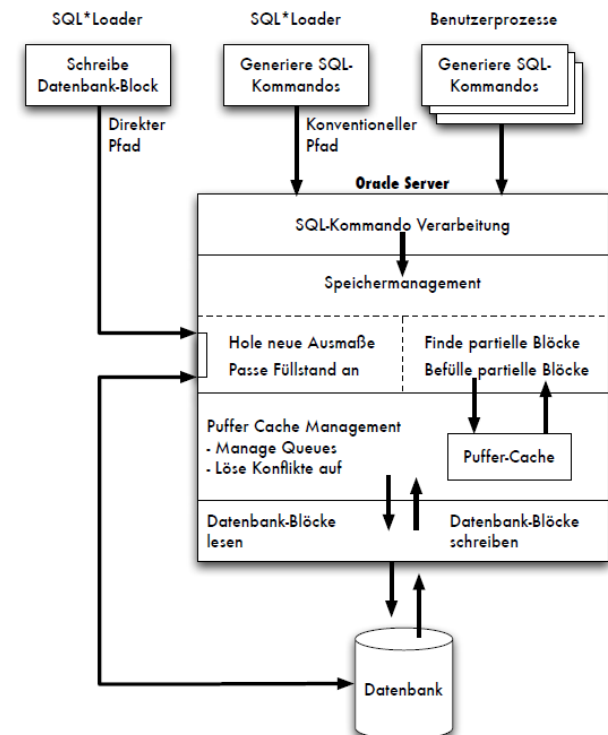 SQL*Loader
SQL*Loader
Benutzerprozesse
Schreibe
Datenbank-Block
Generiere SQL-
Kommandos
Generiere SQL-
Kommandos
Direkter
Pfad
Konventioneller
Pfad
Oracle Server
SQL-Kommando Verarbeitung
Speichermanagement
Hole neue Ausmaße
Passe Füllstand an
Finde partielle Blöcke
Befülle partielle Blöcke
Puffer Cache Management
- Manage Queues
- Löse Konflikte auf
Puffer-Cache
Datenbank-Blöcke
lesen
Datenbank-Blöcke
schreiben
Datenbank